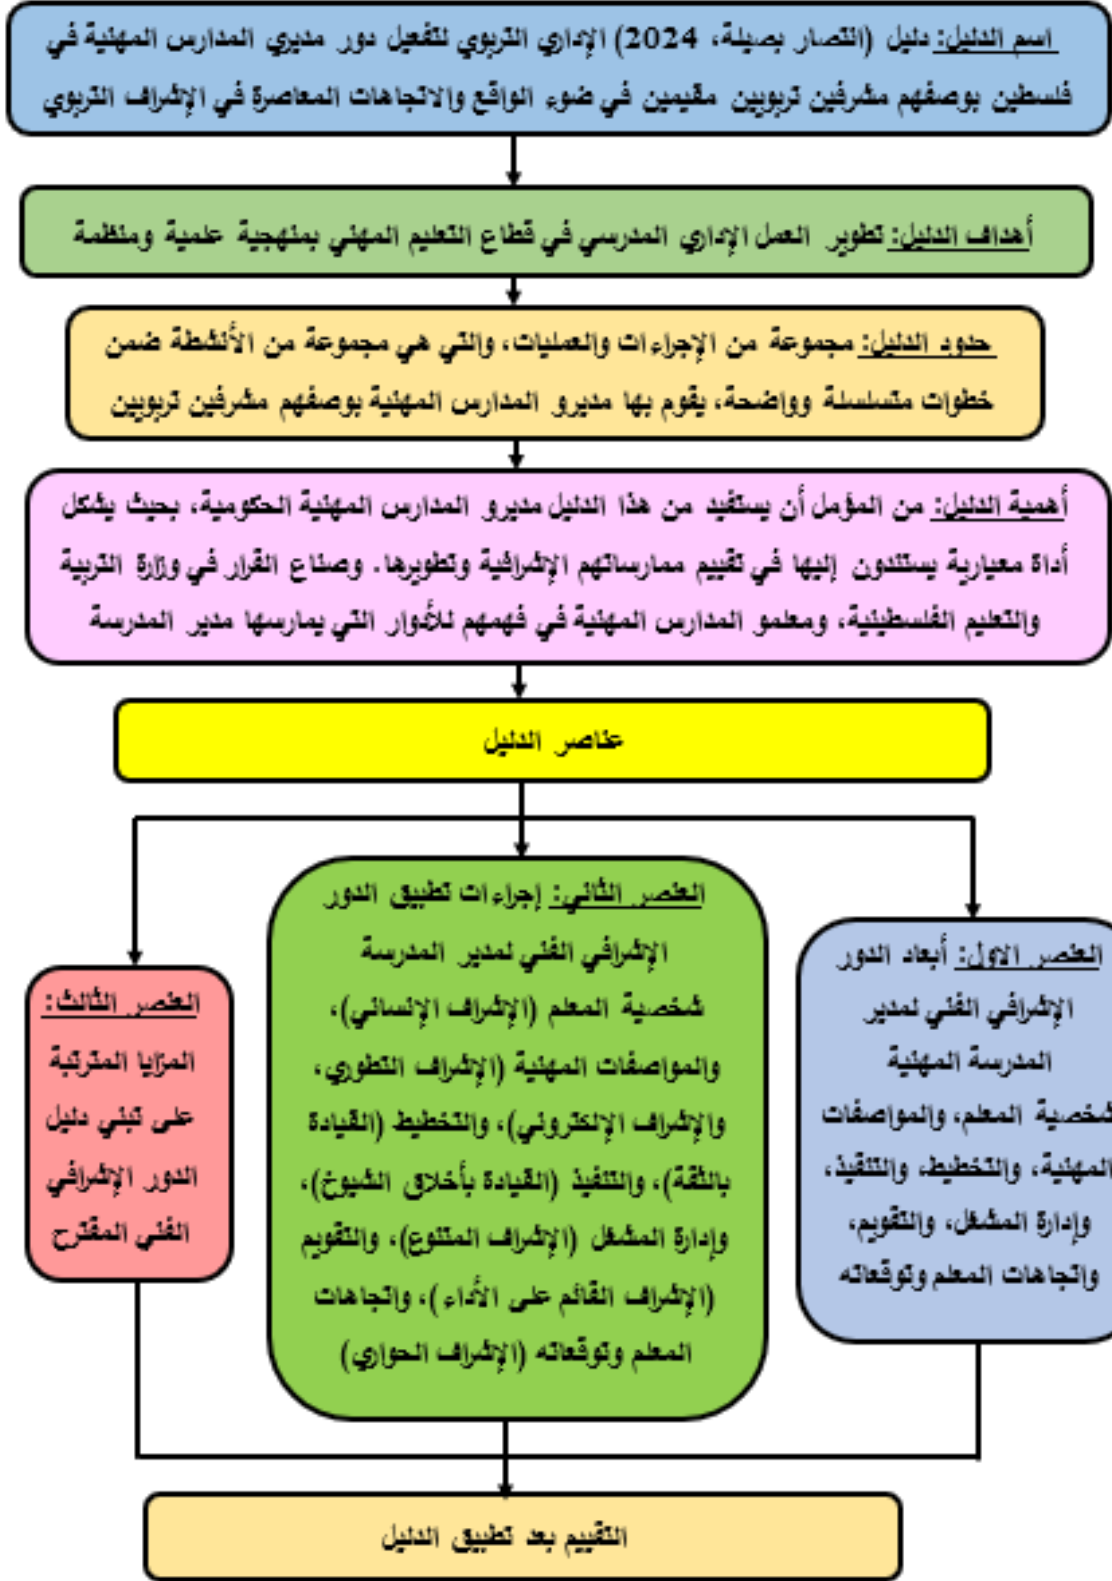 اسم الدليل: دليل (انتصار بصيلة، 2024) الإداري التربوي لتفعيل دور مديري المدارس المهنية في
فلسطين بوصفهم مشرفين تربويين مقيمين في ضوء الواقع والاتجاهات المعاصرة في الإشراف التربوي
أهداف الدليل: تطوير العمل الإداري المدرسي في قطاع التعليم المهني بمنهجية علمية ومنظمة
حدود الدليل: مجموعة من الإجراءات والعمليات، والتي هي مجموعة من الأنشطة ضمن
خطوات متسلسلة وواضحة، يقوم بها مديرو المدارس المهنية بوصفهم مشرفين تربويين
أهمية الدليل: من المؤمل أن يستفيد من هذا الدليل مديرو المدارس المهنية الحكومية، بحيث يشكل
أداة معيارية يستندون إليها في تقييم ممارساتهم الإشرافية وتطويرها. وصناع القرار في وزارة التربية
والتعليم الفلسطينية، ومعلمو المدارس المهنية في فهمهم للأدوار التي يمارسها مدير المدرسة
عناصر الدليل
العنصر الاول: أبعاد الدور
الإشرافي الفني لمدير
المدرسة المهنية
شخصية المعلم، والمواصفات
المهنية، والتخطيط، والتنفيذ،
وإدارة المشغل، والتقويم،
واتجاهات المعلم وتوقعاته
العنصر الثاني: إجراءات تطبيق الدور
الإشرافي الفني لمدير المدرسة
شخصية المعلم (الإشراف الإنساني)،
والمواصفات المهنية (الإشراف التطوري،
والإشراف الإلكتروني)، والتخطيط (القيادة
بالثقة)، والتنفيذ (القيادة بأخلاق الشيوخ)،
وإدارة المشغل (الإشراف المتنوع)، والتقويم
(الإشراف القائم على الأداء)، واتجاهات
المعلم وتوقعاته (الإشراف الحواري)
العنصر الثالث:
المزايا المترتبة
على تبني دليل
الدور الإشرافي
الفني المقترح
التقييم بعد تطبيق الدليل